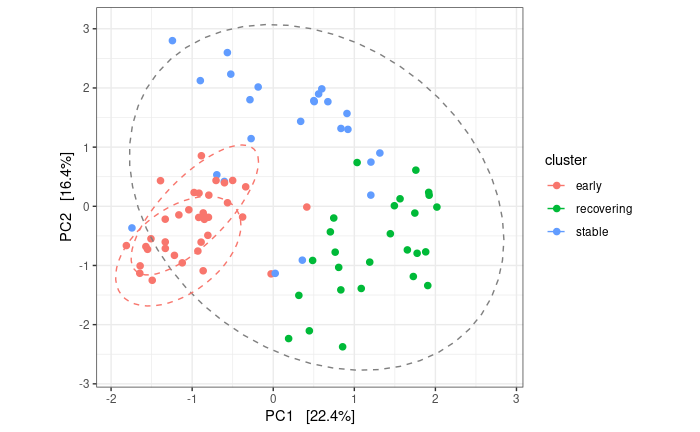 3
2
1
0
-1
-2
-3
-2
-1
0
1
2
3
PC1 [22.4%]
PC2 [16.4%]
cluster
early
recovering
stable